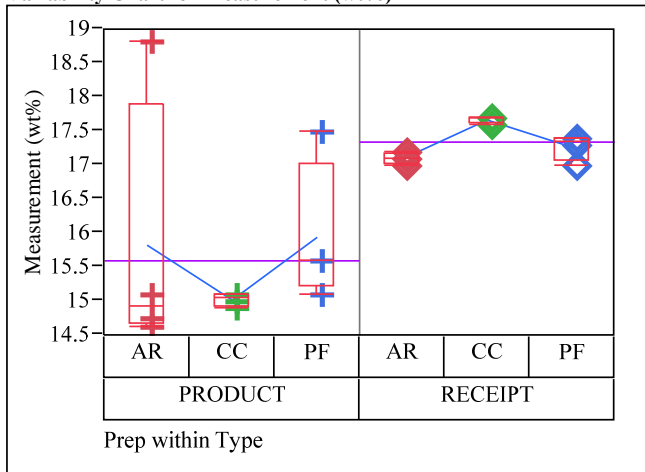 19
18.5
18
17.5
17
16.5
16
15.5
15
14.5
Measurement (wt%)
AR CC PF AR CC PF
PRODUCT RECEIPT
Prep within Type